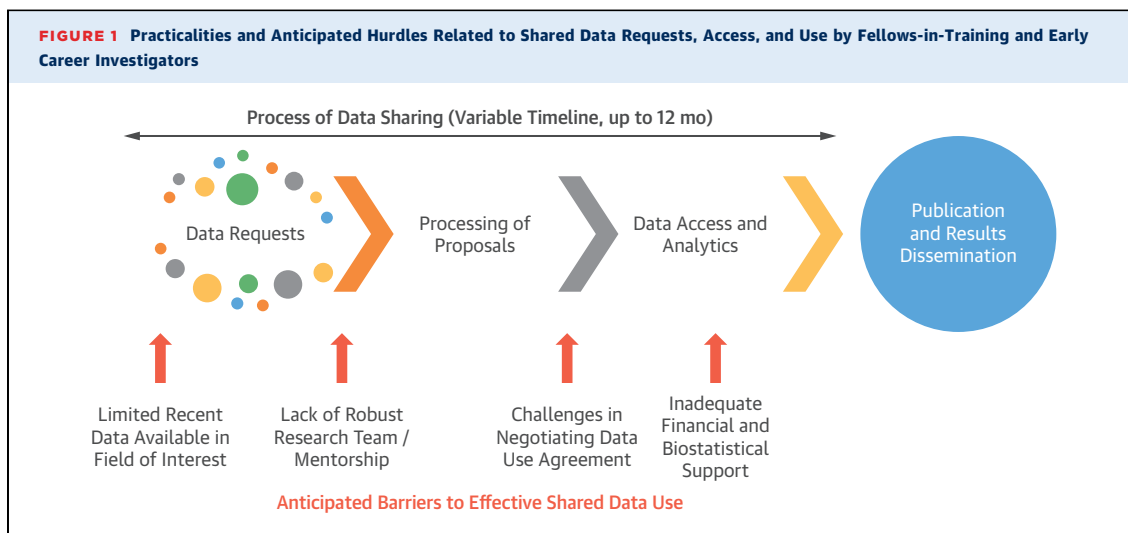 FIGURE 1 Practicalities and Anticipated Hurdles Related to Shared Data Requests, Access, and Use by Fellows-in-Training and Early
Career Investigators
Process of Data Sharing (Variable Timeline, up to 12 mo)
Data Requests
Processing of
Proposals
Data Access and
Analytics
Publication
and Results
Dissemination
Limited Recent
Data Available in
Field of Interest
Lack of Robust
Research Team /
Mentorship
Challenges in
Negotiating Data
Use Agreement
Inadequate
Financial and
Biostatistical
Support
Anticipated Barriers to Effective Shared Data Use